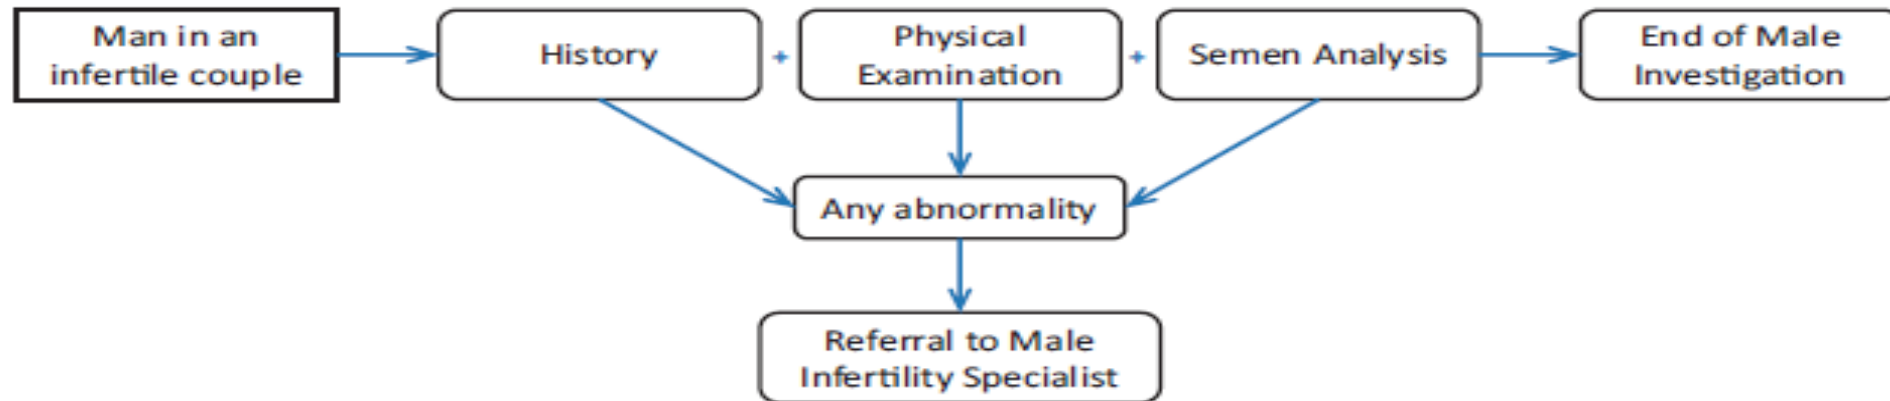 Man in an
infertile couple
History
+
Physical
Examination
+
Semen Analysis
End of Male
Investigation
Any abnormality
Referral to Male
Infertility Specialist